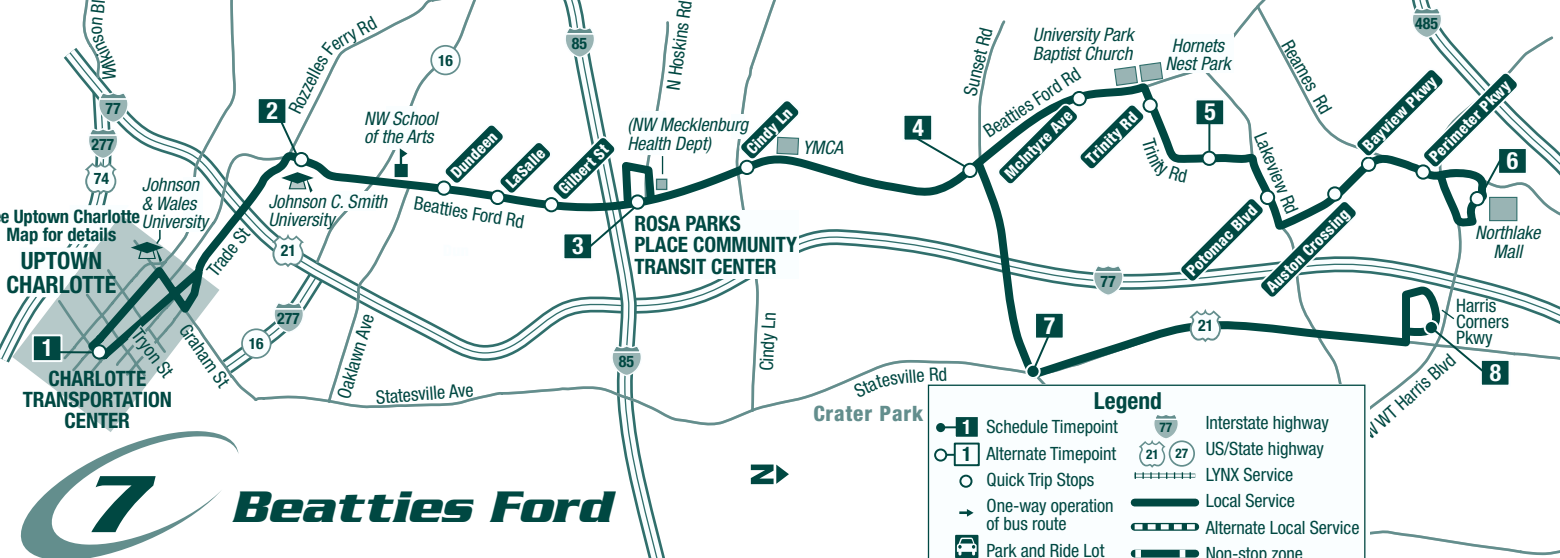 Wilkinson Bl
77
277
74
e Uptown Charlotte
Map for details
UPTOWN
CHARLOTTE
1
CHARLOTTE
TRANSPORTATION
CENTER
Johnson
& Wales
University
Trade St
Tryon St
Graham St
2
Rozzelles Ferry Rd
Johnson C. Smith
University
21
277
16
16
NW School
of the Arts
Oaklawn Ave
Statesville Ave
Beatties Ford Rd
Dundeen
LaSalle
Gilbert St
85
85
3
ROSA PARKS
PLACE COMMUNITY
TRANSIT CENTER
(NW Mecklenburg
Health Dept)
N Hoskins Rd
Cindy Ln
YMCA
Cindy Ln
4
Sunset Rd
Beatties Ford Rd
University Park
Baptist Church
Hornets
Nest Park
McIntyre Ave
Trinity Rd
Trinity Rd
5
Lakeview Rd
Reames Rd
Potomac Blvd
Auston Crossing
Bayview Pkwy
Perimeter Pkwy
485
6
Northlake
Mall
77
21
7
Harris
Corners
Pkwy
8
W WT Harris Blvd
Statesville Rd
Crater Park
N
7 Beatties Ford
Legend
1 Schedule Timepoint
1 Alternate Timepoint
Quick Trip Stops
One-way operation
of bus route
Park and Ride Lot
77 Interstate highway
21 27 US/State highway
LYNX Service
Local Service
Alternate Local Service
Non-stop zone